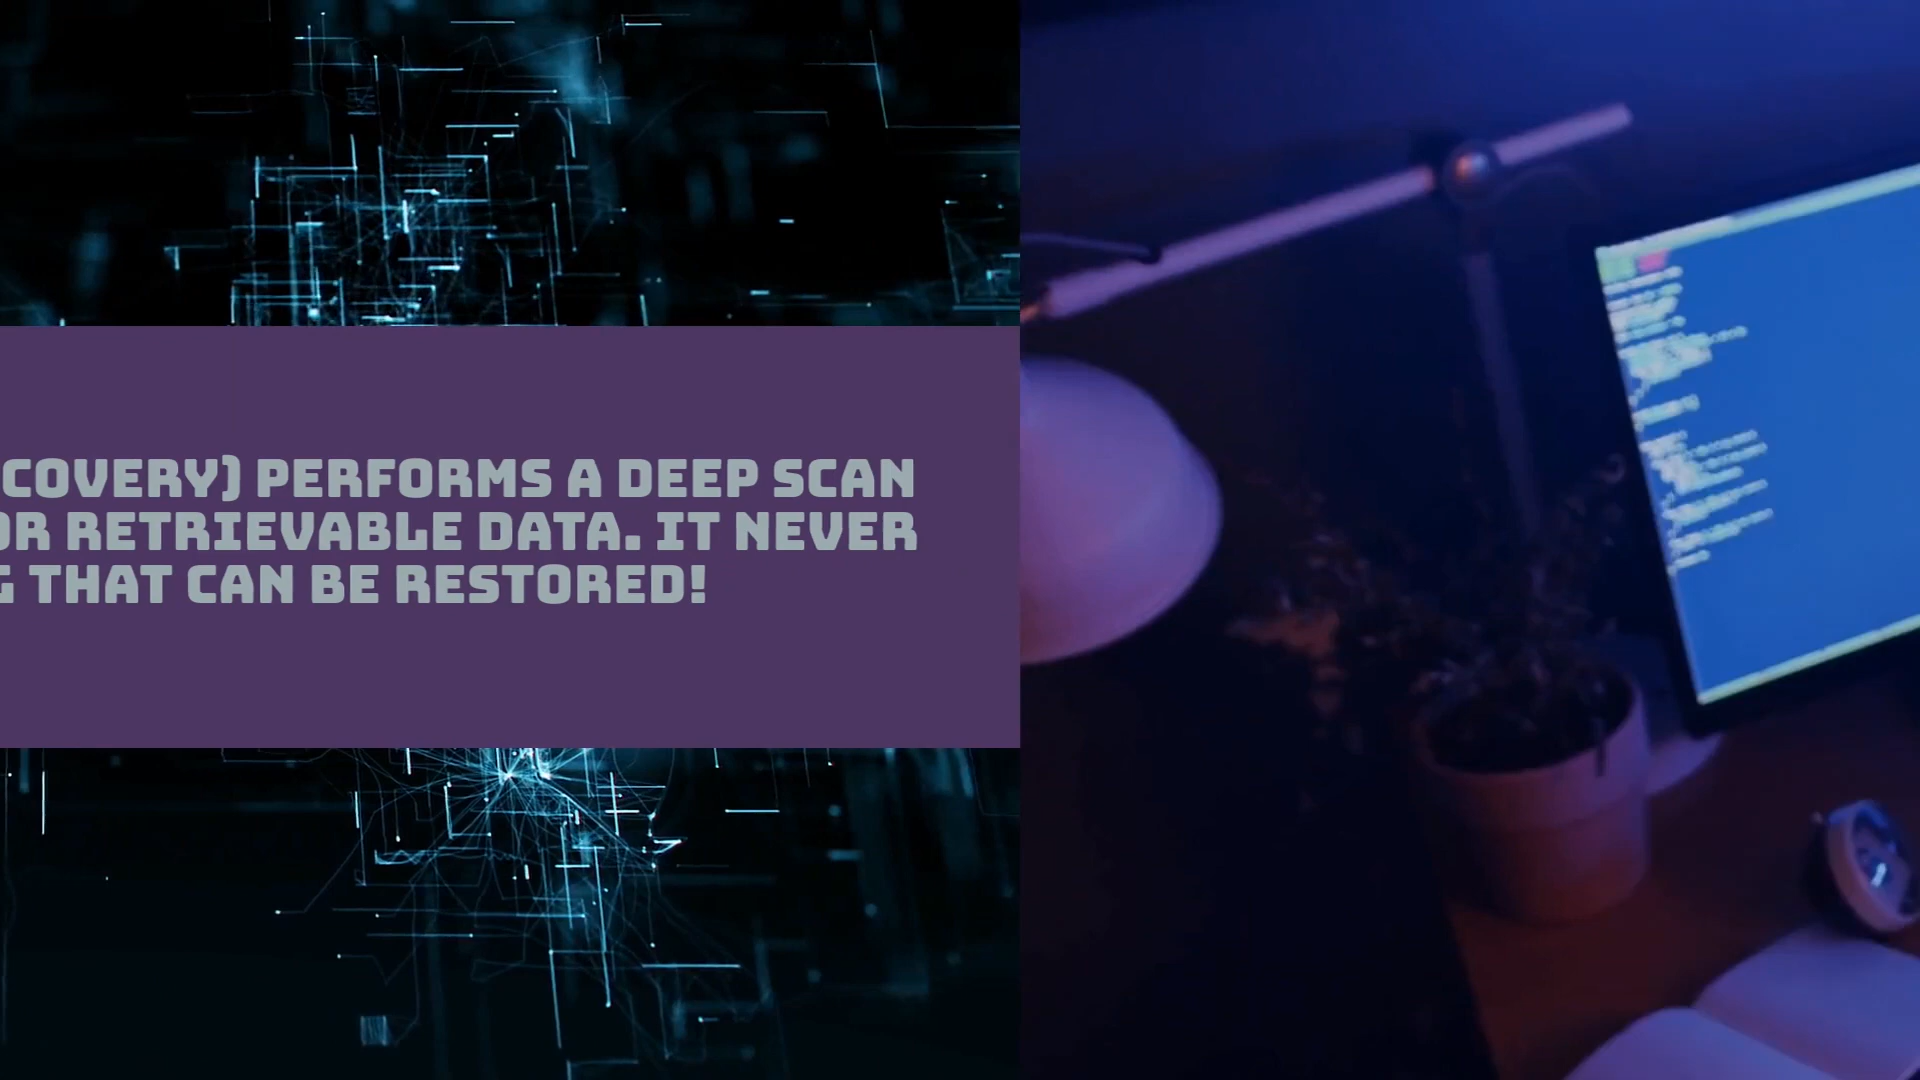 COVERY) PERFORMS A DEEP SCAN
OR RETRIEVABLE DATA. IT NEVER
G THAT CAN BE RESTORED!